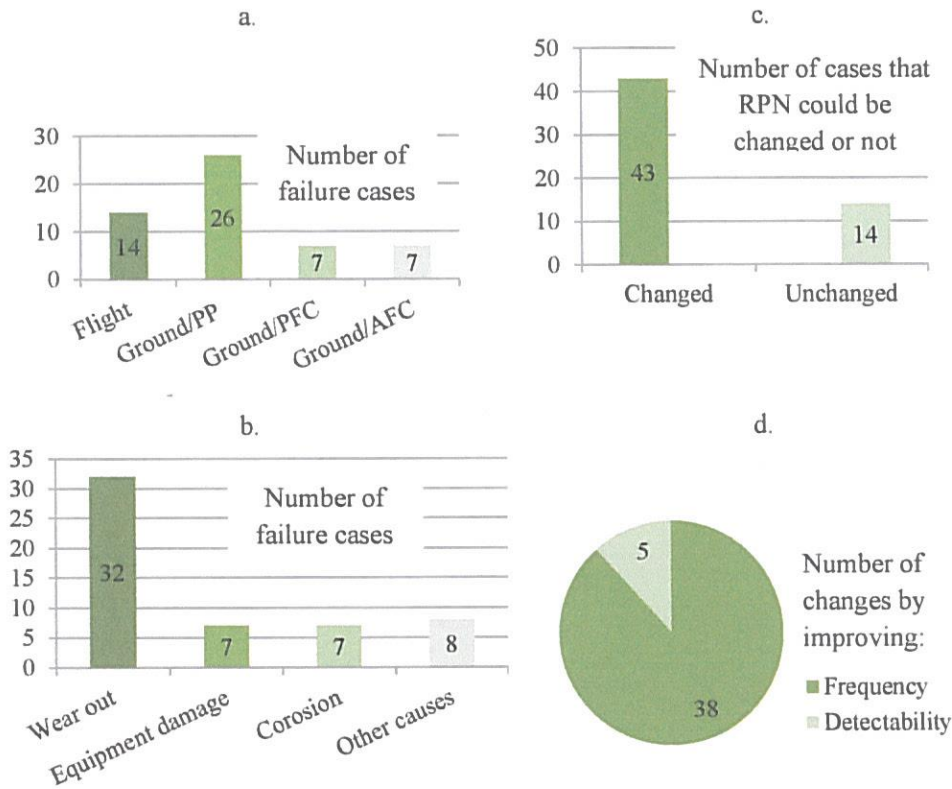 a.
30
20
10
0
Number of
failure cases
14
26
7
7
Flight
Ground/PP
Ground/PFC
Ground/AFC
b.
35
30
25
20
15
10
5
0
Number of
failure cases
32
7
7
8
Wear out
Equipment damage
Corosion
Other causes
c.
50
40
30
20
10
0
Number of cases that
RPN could be
changed or not
43
14
Changed
Unchanged
d.
5
38
Number of
changes by
improving:
Frequency
Detectability